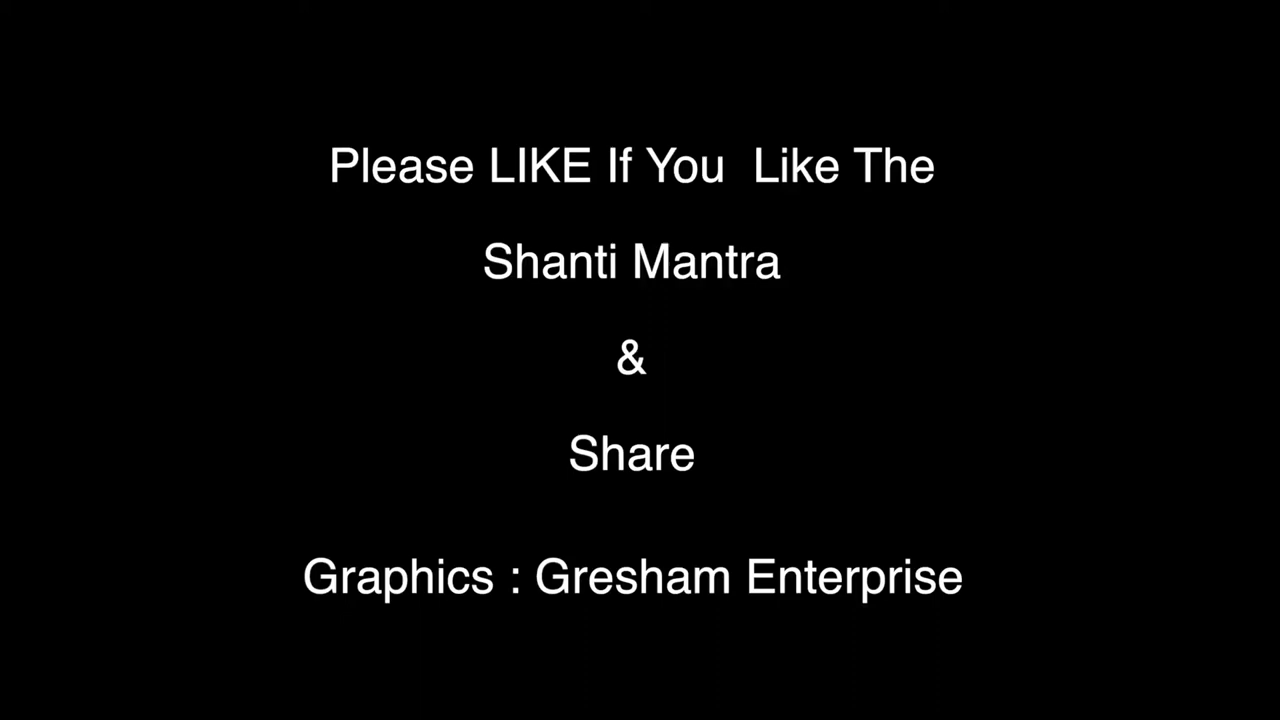 Please LIKE If You  Like The
Shanti Mantra
&
Share
Graphics : Gresham Enterprise